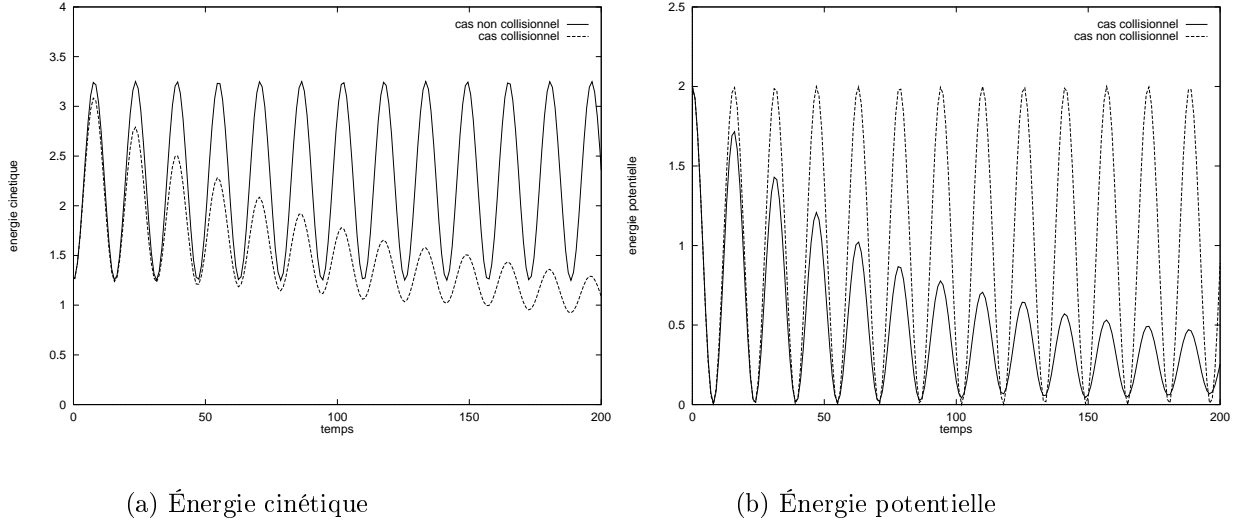 4
3.5
3
2.5
2
1.5
1
0.5
0
0
50
100
150
200
temps
energie cinetique
cas non collisionnel
cas collisionnel
(a) Énergie cinétique
2.5
2
1.5
1
0.5
0
0
50
100
150
200
temps
energie potentielle
cas collisionnel
cas non collisionnel
(b) Énergie potentielle